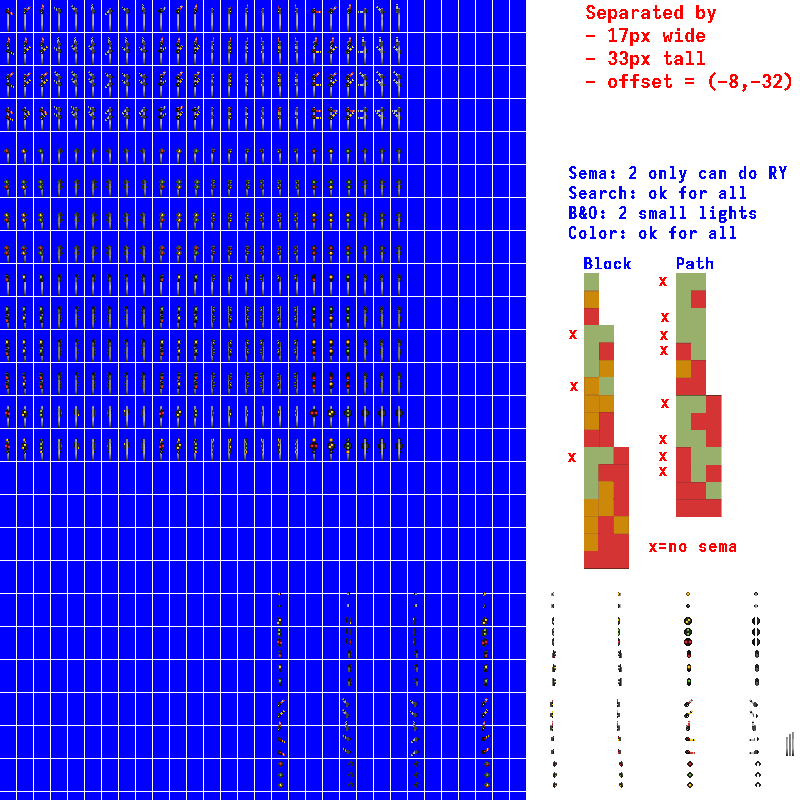 Separated by
- 17px wide
- 33px tall
- offset = (-8,-32)
Sema: 2 only can do RY
Search: ok for all
B&O: 2 small lights
Color: ok for all
Block Path
x
x
x
x
x
x
x
x
x
x
x
x=no sema